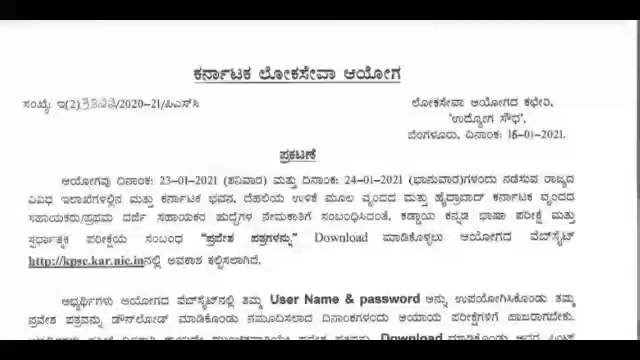 ಕರ್ನಾಟಕ ಲೋಕಸೇವಾ ಆಯೋಗ
ಸಂಖ್ಯೆ: ಇ(2) /2020-21/ಪಿಎಸ್‌ಸಿ
ಲೋಕಸೇವಾ ಆಯೋಗದ ಕಛೇರಿ,
'ಉದ್ಯೋಗ ಸೌಧ',
ಬೆಂಗಳೂರು, ದಿನಾಂಕ: 16-01-2021.
ಪ್ರಕಟಣೆ
ಆಯೋಗವು ದಿನಾಂಕ: 23-01-2021 (ಶನಿವಾರ) ಮತ್ತು ದಿನಾಂಕ: 24-01-2021 (ಭಾನುವಾರ)ಗಳಂದು ನಡೆಸುವ ರಾಜ್ಯದ
ವಿವಿಧ ಇಲಾಖೆಗಳಲ್ಲಿನ ಮತ್ತು ಕರ್ನಾಟಕ ಭವನ, ದೆಹಲಿಯ ಉಳಿಕೆ ಮೂಲ ವೃಂದದ ಮತ್ತು ಹೈದ್ರಾಬಾದ್ ಕರ್ನಾಟಕ ವೃಂದದ
ಸಹಾಯಕರು/ಪ್ರಥಮ ದರ್ಜೆ ಸಹಾಯಕರ ಹುದ್ದೆಗಳ ನೇಮಕಾತಿಗೆ ಸಂಬಂಧಿಸಿದಂತೆ, ಕಡ್ಡಾಯ ಕನ್ನಡ ಭಾಷಾ ಪರೀಕ್ಷೆ ಮತ್ತು
ಸ್ಪರ್ಧಾತ್ಮಕ ಪರೀಕ್ಷೆಯ ಸಂಬಂಧ "ಪ್ರವೇಶ ಪತ್ರಗಳನ್ನು" Download ಮಾಡಿಕೊಳ್ಳಲು ಆಯೋಗದ ವೆಬ್‌ಸೈಟ್
http://kpsc.kar.nic.inನಲ್ಲಿ ಅವಕಾಶ ಕಲ್ಪಿಸಲಾಗಿದೆ.
ಅಭ್ಯರ್ಥಿಗಳು ಆಯೋಗದ ವೆಬ್‌ಸೈಟ್‌ನಲ್ಲಿ ತಮ್ಮ User Name & password ಅನ್ನು ಉಪಯೋಗಿಸಿಕೊಂಡು ತಮ್ಮ
ಪ್ರವೇಶ ಪತ್ರವನ್ನು ಡೌನ್‌ಲೋಡ್ ಮಾಡಿಕೊಂಡು ನಮೂದಿಸಲಾದ ದಿನಾಂಕಗಳಂದು ಆಯಾಯ ಪರೀಕ್ಷೆಗಳಿಗೆ ಹಾಜರಾಗಬೇಕು.
Download